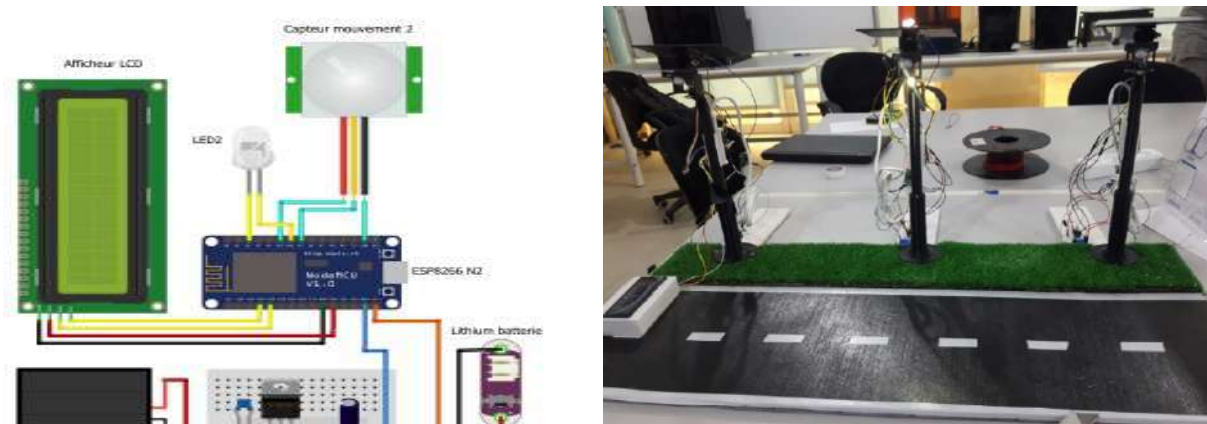 Capteur mouvement 2
Afficheur LCD
LED2
NodeMCU
V1.0
ESP8266 N2
Lithium batterie